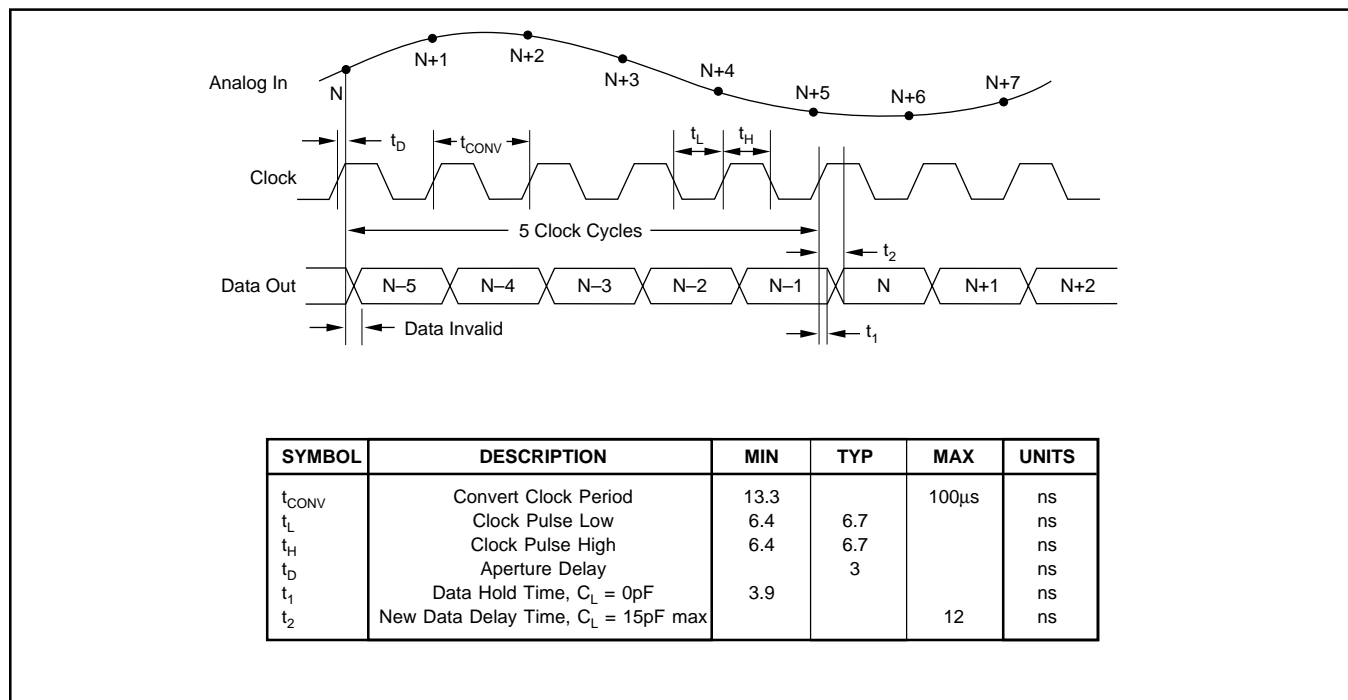 N+1
N+2
N+3
N+4
N+5
N+6
N+7
Analog In
N
t_D
t_CONV
t_L
t_H
Clock
5 Clock Cycles
t_2
Data Out
N–5
N–4
N–3
N–2
N–1
N
N+1
N+2
Data Invalid
t_1
SYMBOL DESCRIPTION MIN TYP MAX UNITS
t_CONV Convert Clock Period 13.3 100µs ns
t_L Clock Pulse Low 6.4 6.7 ns
t_H Clock Pulse High 6.4 6.7 ns
t_D Aperture Delay 3 ns
t_1 Data Hold Time, C_L = 0pF 3.9 ns
t_2 New Data Delay Time, C_L = 15pF max 12 ns